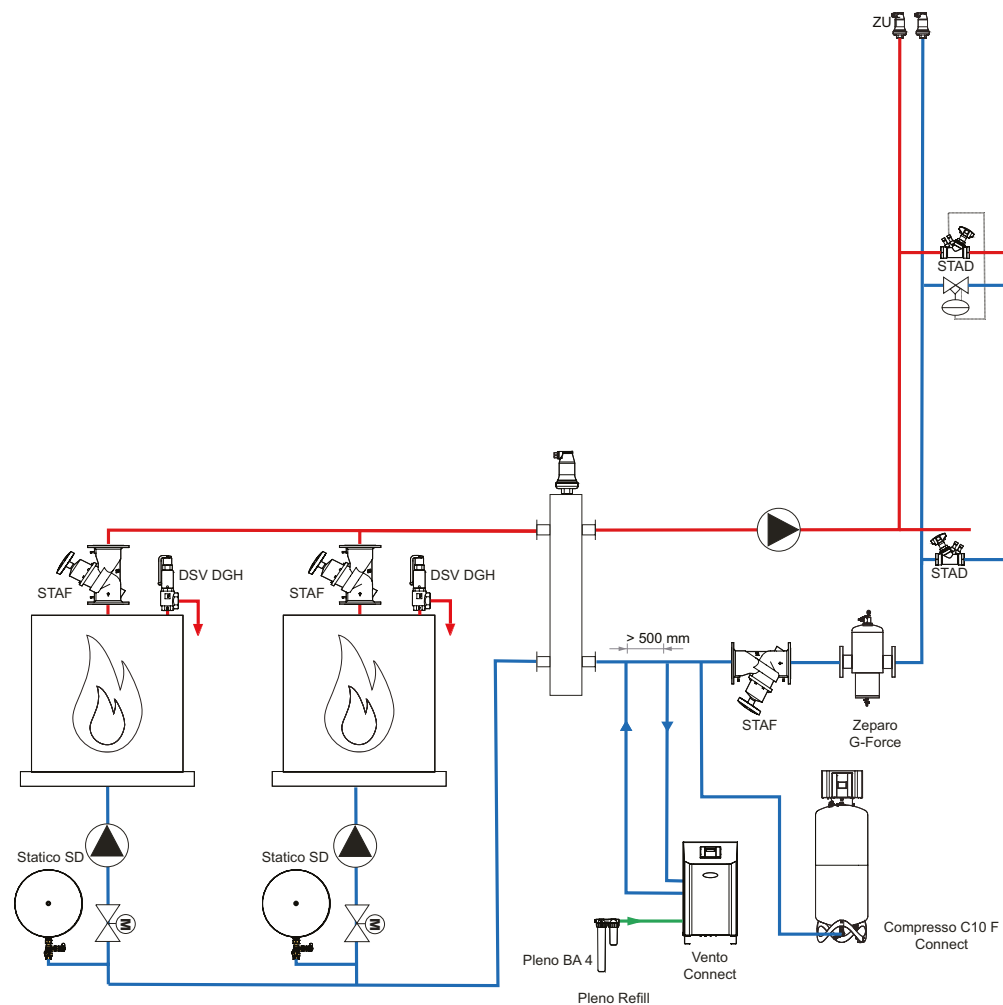 ZU
STAD
STAD
STAF
DSV DGH
STAF
DSV DGH
> 500 mm
STAF
Zeparo
G-Force
Statico SD
M
Statico SD
M
Pleno BA 4
Vento
Connect
Compresso C10 F
Connect
Pleno Refill